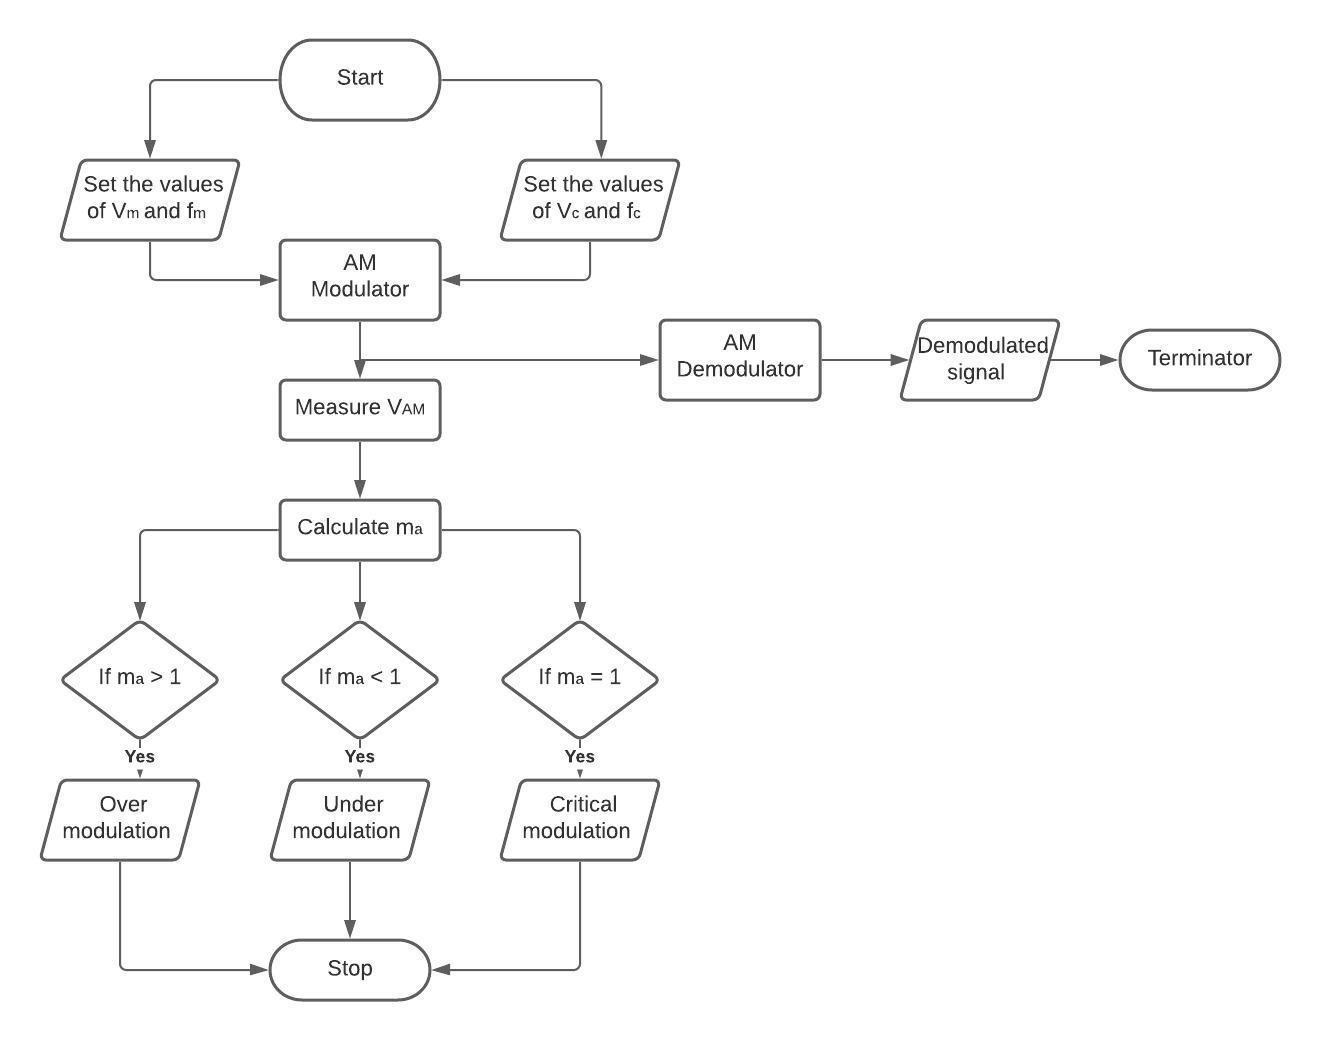 Start
Set the values
of Vm and fm
Set the values
of Vc and fc
AM
Modulator
AM
Demodulator
Demodulated
signal
Terminator
Measure VAM
Calculate ma
If ma > 1
If ma < 1
If ma = 1
Yes
Yes
Yes
Over
modulation
Under
modulation
Critical
modulation
Stop